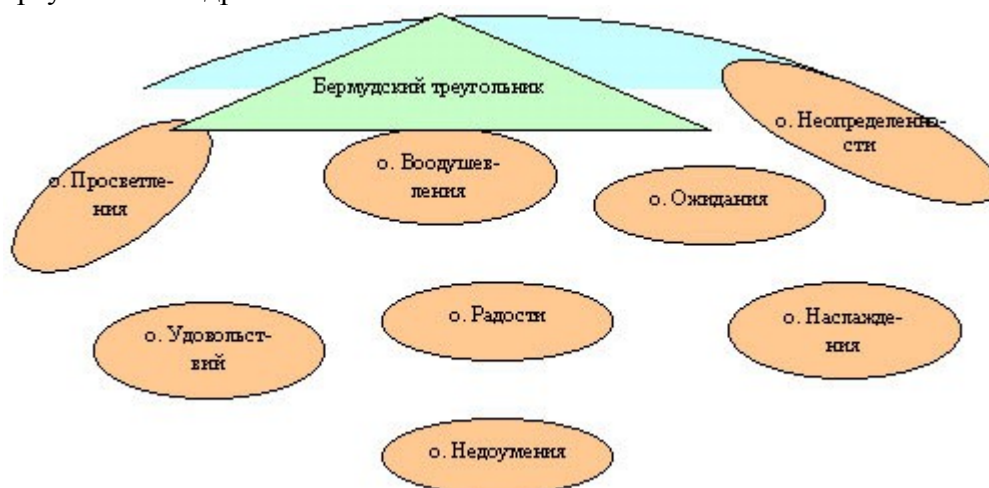 Бермудский треугольник
о. Неопределенно-
сти
о. Просветле-
ния
о. Воодушев-
ления
о. Ожидания
о. Удовольст-
вий
о. Радости
о. Наслажде-
ния
о. Недоумения